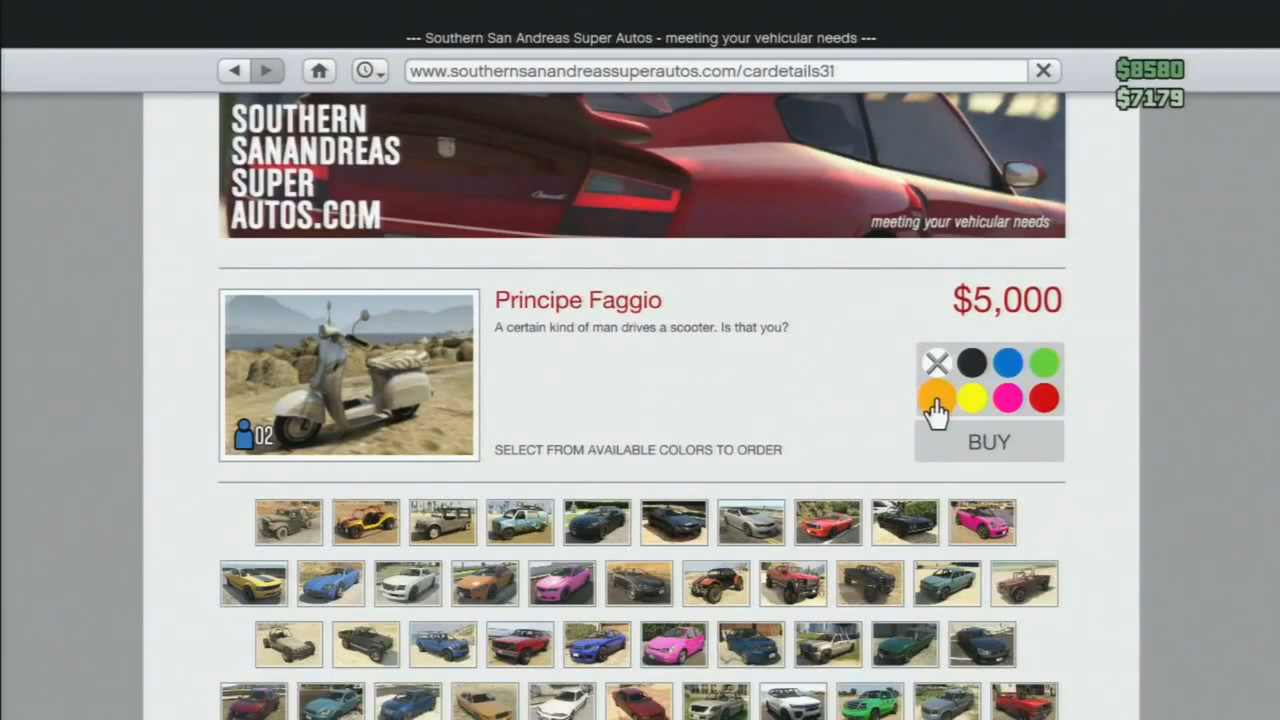 --- Southern San Andreas Super Autos - meeting your vehicular needs ---
www.southernsanandreassuperautos.com/cardetails31
$8580
$7179
SOUTHERN
SANANDREAS
SUPER
AUTOS.COM
meeting your vehicular needs
Principe Faggio
$5,000
A certain kind of man drives a scooter. Is that you?
02
SELECT FROM AVAILABLE COLORS TO ORDER
BUY